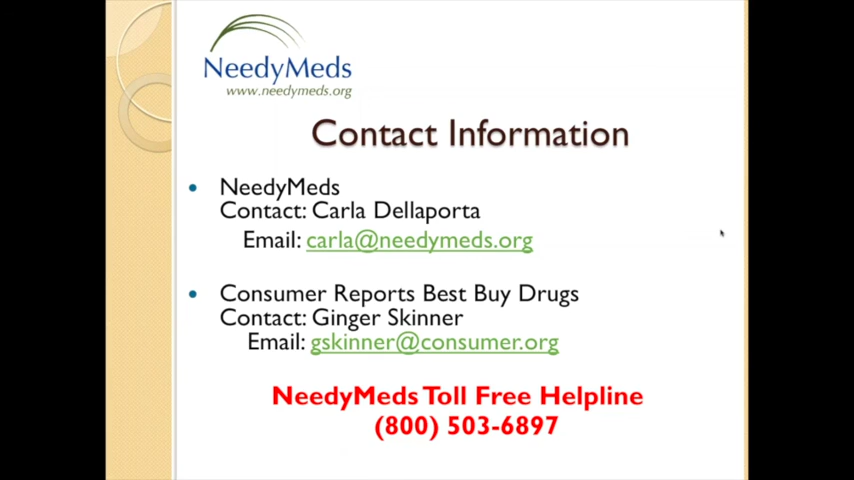 NeedyMeds
www.needymeds.org
Contact Information
• NeedyMeds
Contact: Carla Dellaporta
Email: carla@needymeds.org
• Consumer Reports Best Buy Drugs
Contact: Ginger Skinner
Email: gskinner@consumer.org
NeedyMeds Toll Free Helpline
(800) 503-6897